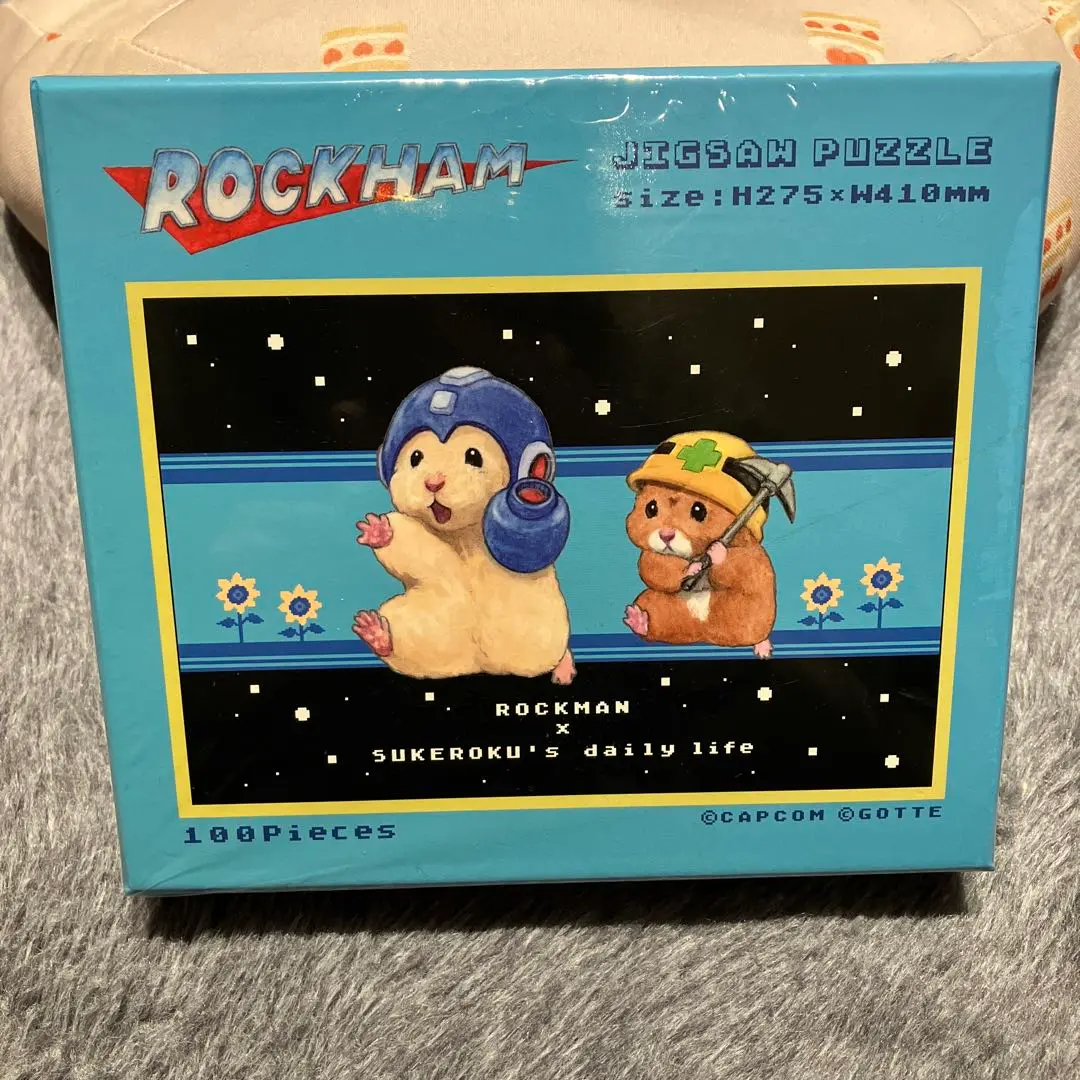 ROCKHAM
JIGSAW PUZZLE
size:H275×W410mm
ROCKMAN
x
SUKEROKU's daily life
100Pieces
©CAPCOM ©GOTTE